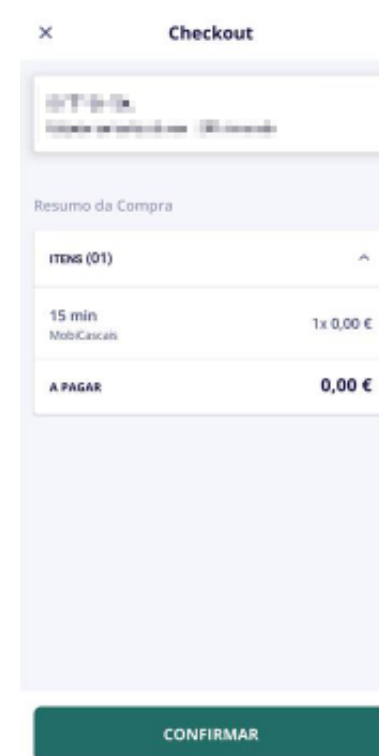 × Checkout
Resumo da Compra
ITENS (01)
15 min 1x 0,00 €
MobiCascais
A PAGAR 0,00 €
CONFIRMAR